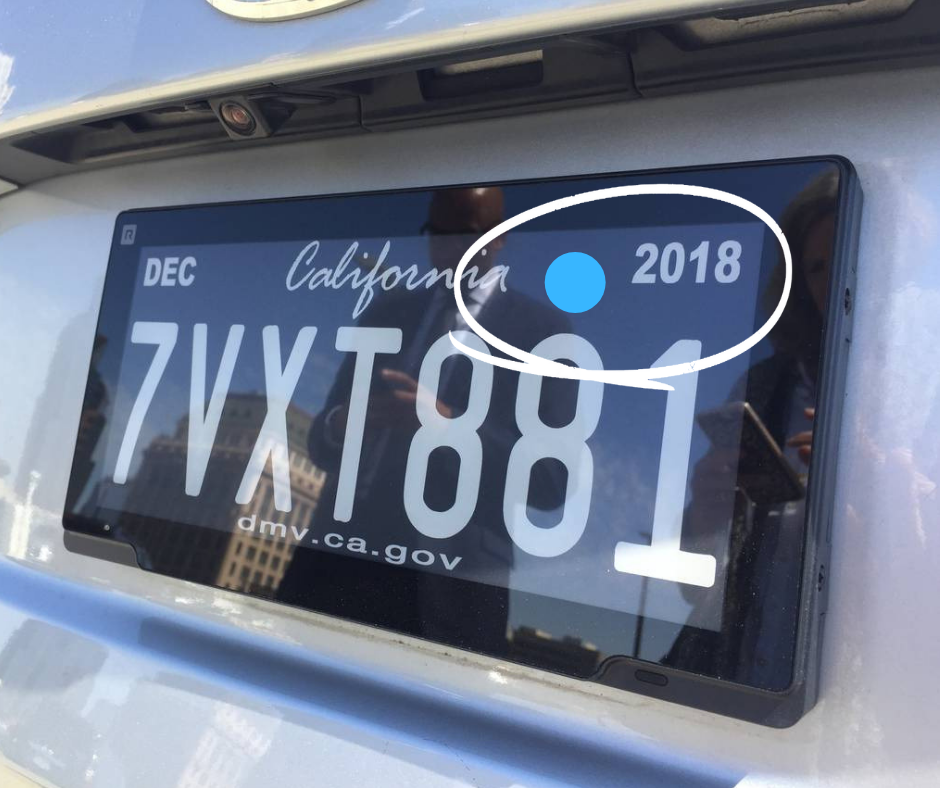 R
DEC California 2018
7VXT881
dmv.ca.gov